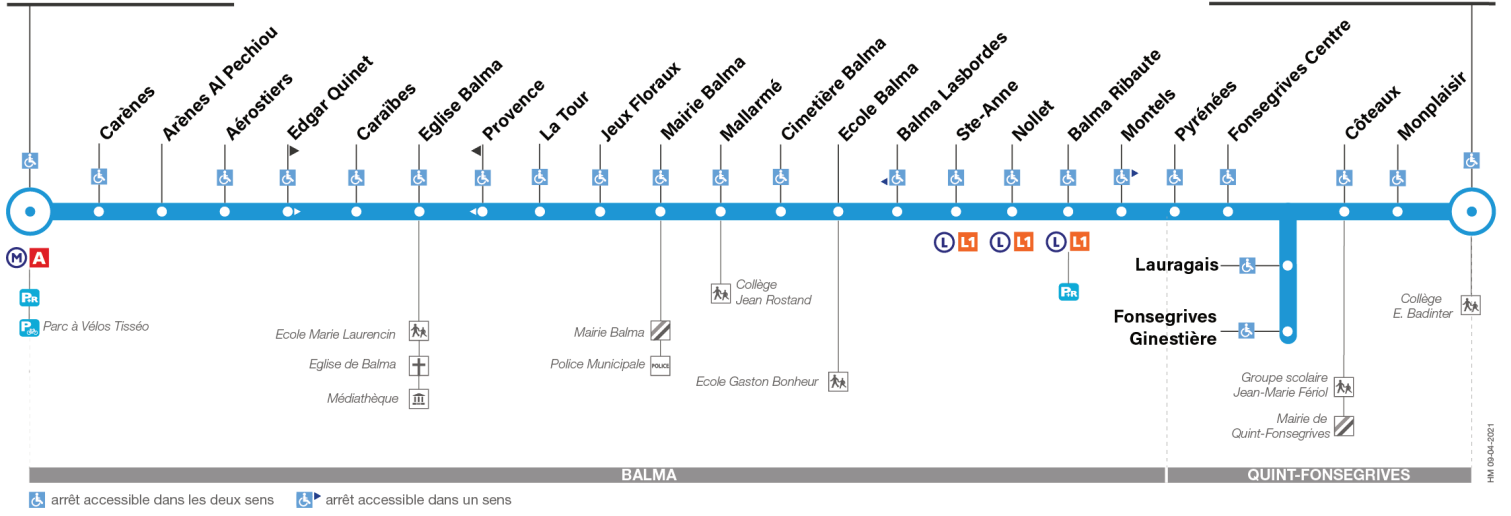 Carènes
Arènes Al Pechiou
Aérostiers
Edgar Quinet
Caraïbes
Eglise Balma
Provence
La Tour
Jeux Floraux
Mairie Balma
Mallarmé
Cimetière Balma
Ecole Balma
Balma Lasbordes
Ste-Anne
Nollet
Balma Ribaute
Montels
Pyrénées
Fonsegrives Centre
Côteaux
Monplaisir
M A
L L1
L L1
L L1
P+R
P
Parc à Vélos Tisséo
Ecole Marie Laurencin
Eglise de Balma
Médiathèque
Mairie Balma
Police Municipale
POLICE
Collège
Jean Rostand
Ecole Gaston Bonheur
P+R
Lauragais
Fonsegrives
Ginestière
Groupe scolaire
Jean-Marie Fériol
Mairie de
Quint-Fonsegrives
Collège
E. Badinter
BALMA
QUINT-FONSEGRIVES
arrêt accessible dans les deux sens
arrêt accessible dans un sens
HM 09-04-2021